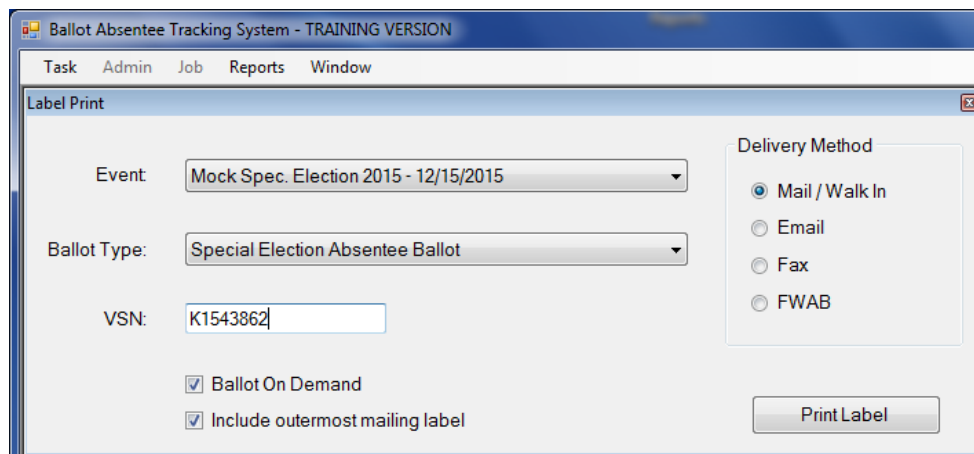 Ballot Absentee Tracking System - TRAINING VERSION
Task Admin Job Reports Window
Label Print
Delivery Method
Event Mock Spec. Election 2015 - 12/15/2015
Mail / Walk In
Email
Ballot Type: Special Election Absentee Ballot
Fax
VSN: K1543862
FWAB
Ballot On Demand
Include outermost mailing label
Print Label